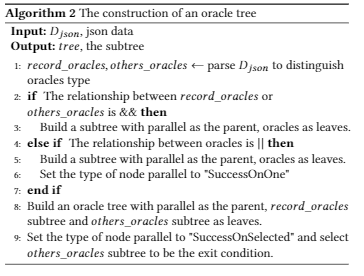 Algorithm 2 The construction of an oracle tree
Input: D_json, json data
Output: tree, the subtree
1: record_oracles, others_oracles ← parse D_json to distinguish
oracles type
2: if The relationship between record_oracles or
others_oracles is && then
3: Build a subtree with parallel as the parent, oracles as leaves.
4: else if The relationship between oracles is || then
5: Build a subtree with parallel as the parent, oracles as leaves.
6: Set the type of node parallel to "SuccessOnOne"
7: end if
8: Build an oracle tree with parallel as the parent, record_oracles
subtree and others_oracles subtree as leaves.
9: Set the type of node parallel to "SuccessOnSelected" and select
others_oracles subtree to be the exit condition.